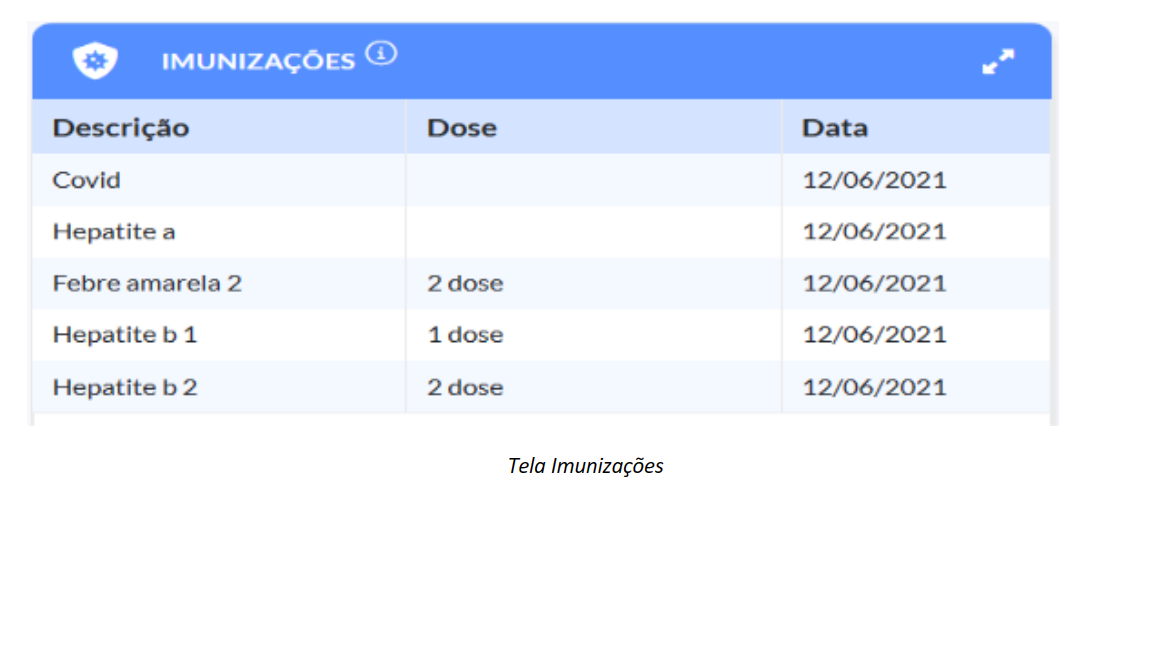 IMUNIZAÇÕES
Descrição Dose Data
Covid 12/06/2021
Hepatite a 12/06/2021
Febre amarela 2 2 dose 12/06/2021
Hepatite b 1 1 dose 12/06/2021
Hepatite b 2 2 dose 12/06/2021
Tela Imunizações